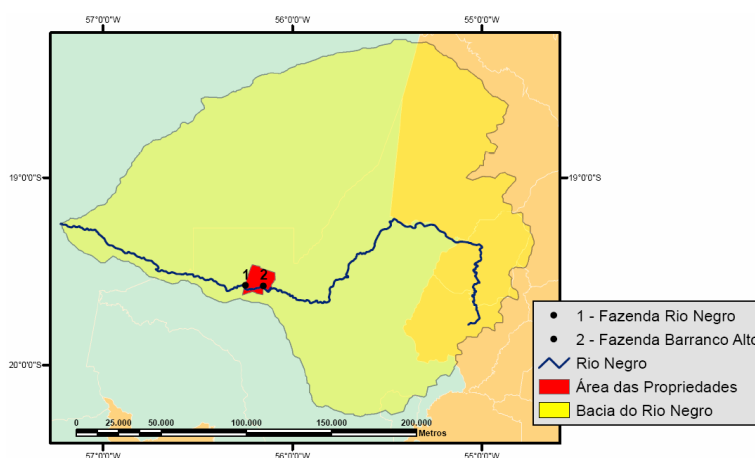 57°0'0"W 56°0'0"W 55°0'0"W
19°0'0"S 19°0'0"S
1 2
1 - Fazenda Rio Negro
2 - Fazenda Barranco Alto
Rio Negro
20°0'0"S
Área das Propriedades
Bacia do Rio Negro
0 25.000 50.000 100.000 150.000 200.000
Metros
57°0'0"W 56°0'0"W 55°0'0"W